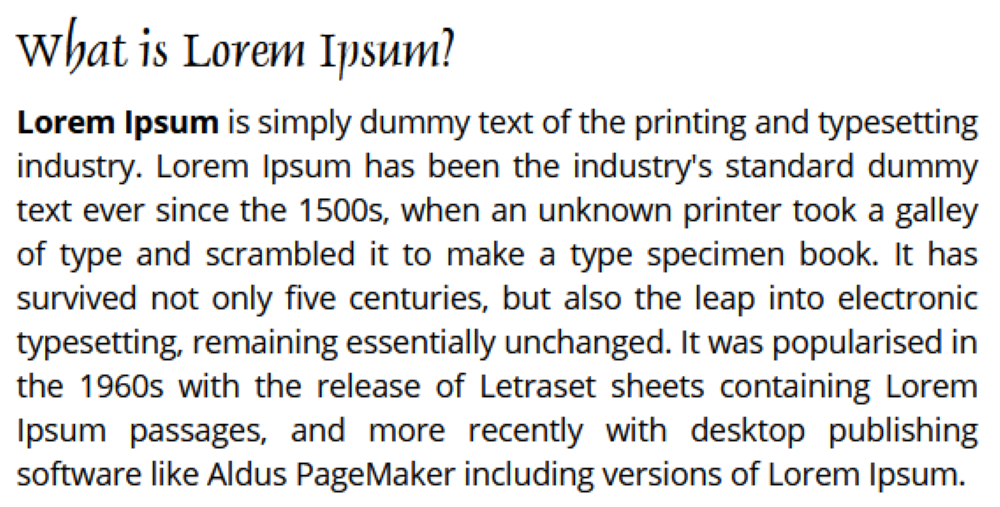 What is Lorem Ipsum?
Lorem Ipsum is simply dummy text of the printing and typesetting
industry. Lorem Ipsum has been the industry's standard dummy
text ever since the 1500s, when an unknown printer took a galley
of type and scrambled it to make a type specimen book. It has
survived not only five centuries, but also the leap into electronic
typesetting, remaining essentially unchanged. It was popularised in
the 1960s with the release of Letraset sheets containing Lorem
Ipsum passages, and more recently with desktop publishing
software like Aldus PageMaker including versions of Lorem Ipsum.